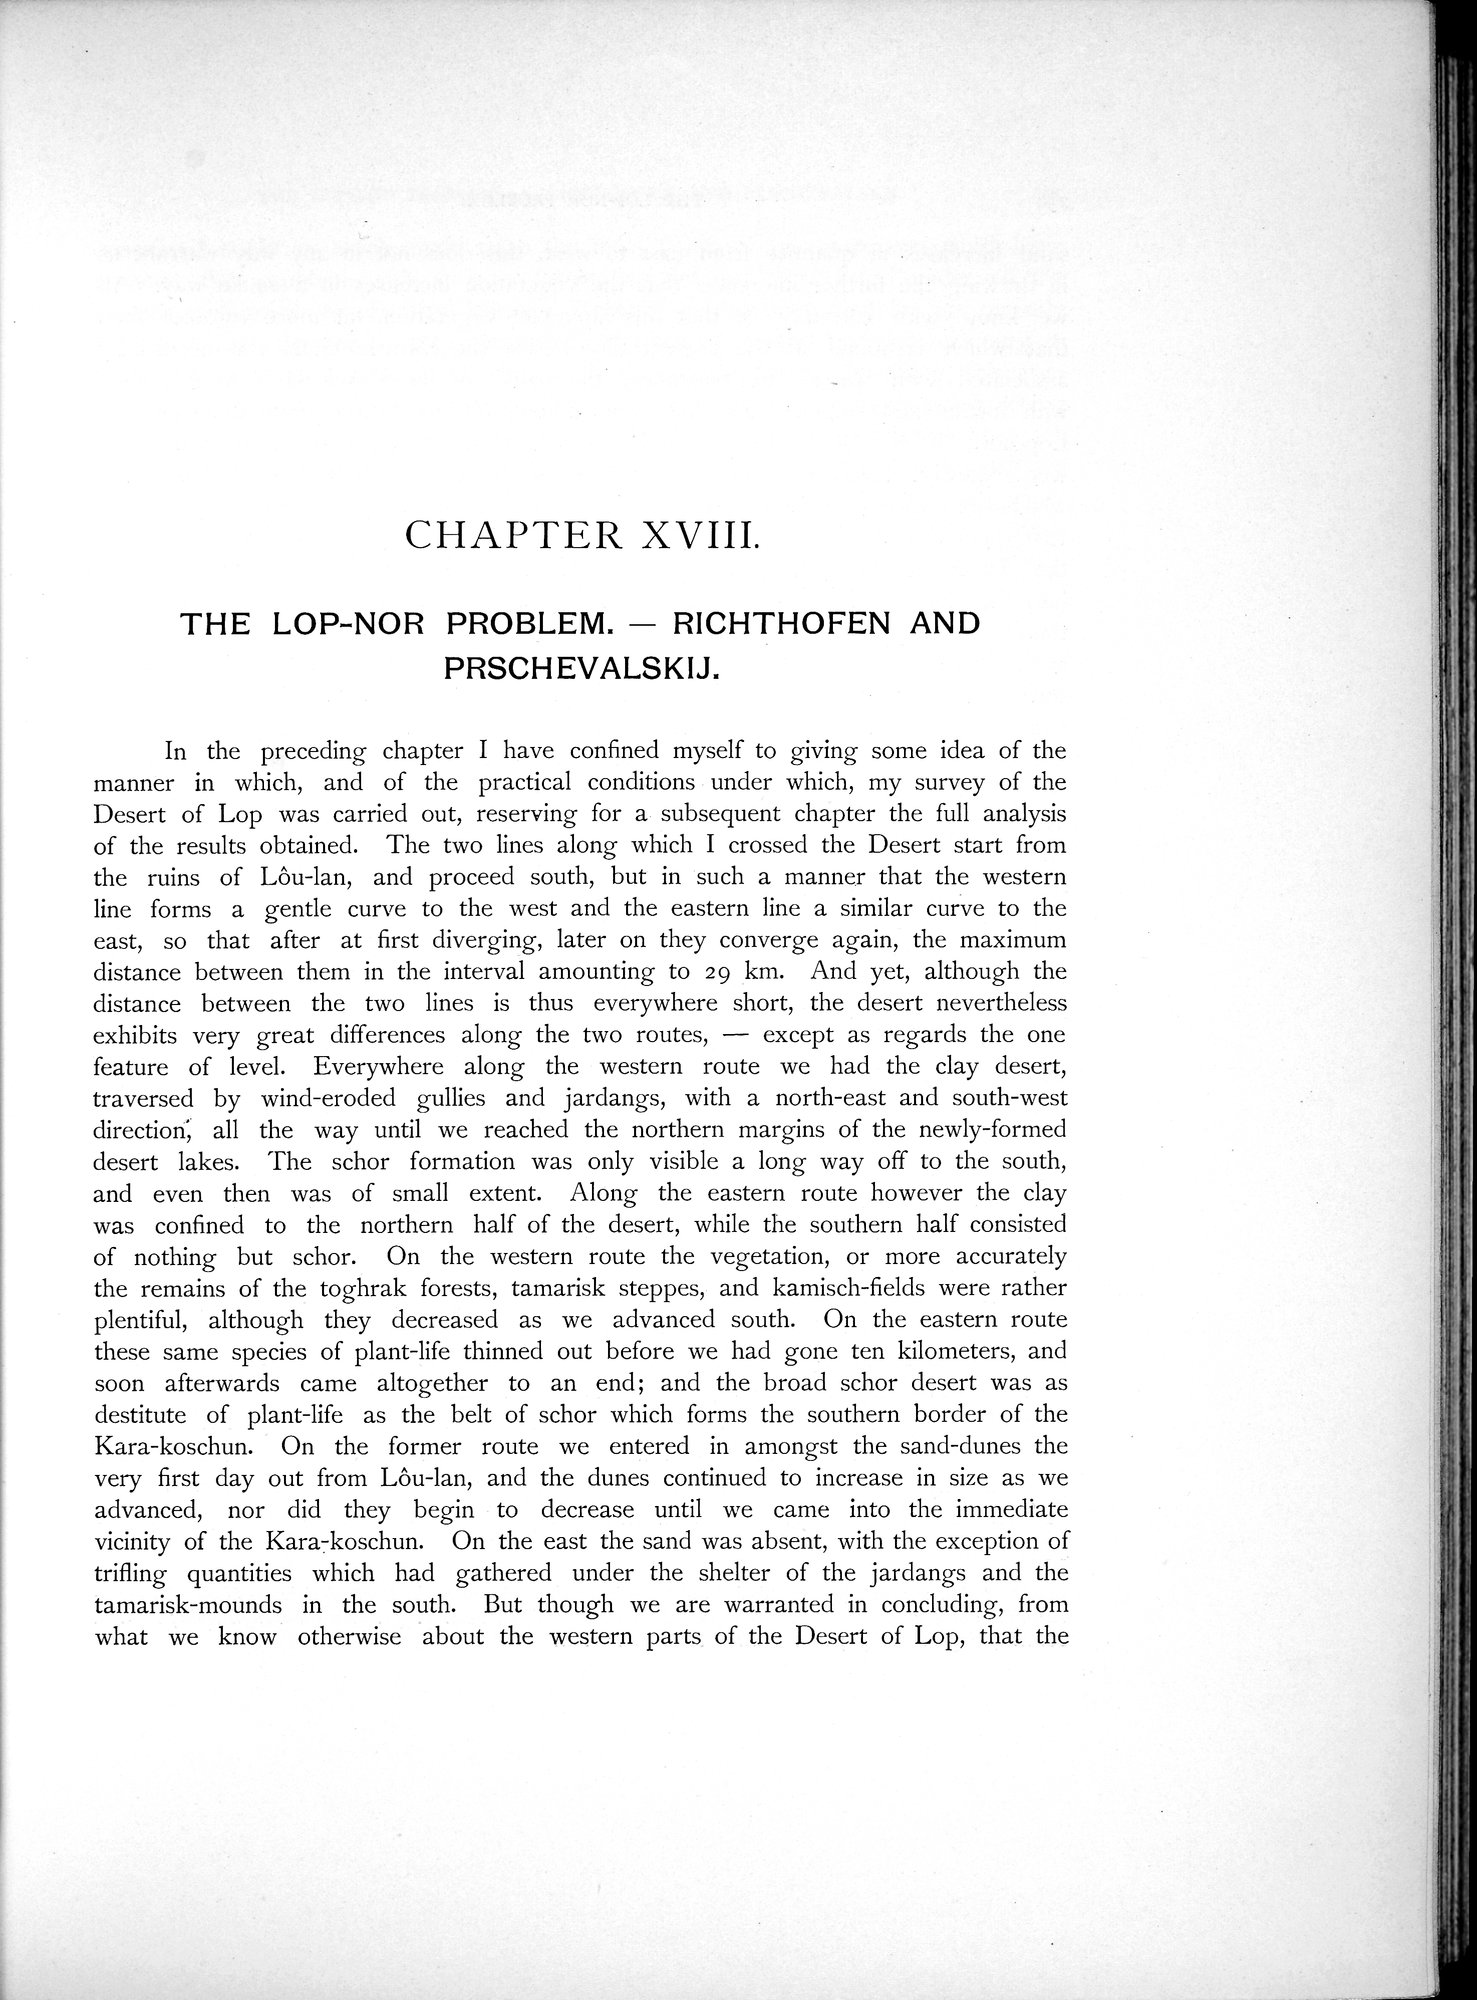 CHAPTER XVIII.
THE LOP-NOR PROBLEM. — RICHTHOFEN AND
PRSCHEVALSKIJ.
In the preceding chapter I have confined myself to giving some idea of the
manner in which, and of the practical conditions under which, my survey of the
Desert of Lop was carried out, reserving for a subsequent chapter the full analysis
of the results obtained. The two lines along which I crossed the Desert start from
the ruins of Lôu-lan, and proceed south, but in such a manner that the western
line forms a gentle curve to the west and the eastern line a similar curve to the
east, so that after at first diverging, later on they converge again, the maximum
distance between them in the interval amounting to 29 km. And yet, although the
distance between the two lines is thus everywhere short, the desert nevertheless
exhibits very great differences along the two routes, — except as regards the one
feature of level. Everywhere along the western route we had the clay desert,
traversed by wind-eroded gullies and jardangs, with a north-east and south-west
direction, all the way until we reached the northern margins of the newly-formed
desert lakes. The schor formation was only visible a long way off to the south,
and even then was of small extent. Along the eastern route however the clay
was confined to the northern half of the desert, while the southern half consisted
of nothing but schor. On the western route the vegetation, or more accurately
the remains of the toghrak forests, tamarisk steppes, and kamisch-fields were rather
plentiful, although they decreased as we advanced south. On the eastern route
these same species of plant-life thinned out before we had gone ten kilometers, and
soon afterwards came altogether to an end; and the broad schor desert was as
destitute of plant-life as the belt of schor which forms the southern border of the
Kara-koschun. On the former route we entered in amongst the sand-dunes the
very first day out from Lôu-lan, and the dunes continued to increase in size as we
advanced, nor did they begin to decrease until we came into the immediate
vicinity of the Kara-koschun. On the east the sand was absent, with the exception of
trifling quantities which had gathered under the shelter of the jardangs and the
tamarisk-mounds in the south. But though we are warranted in concluding, from
what we know otherwise about the western parts of the Desert of Lop, that the